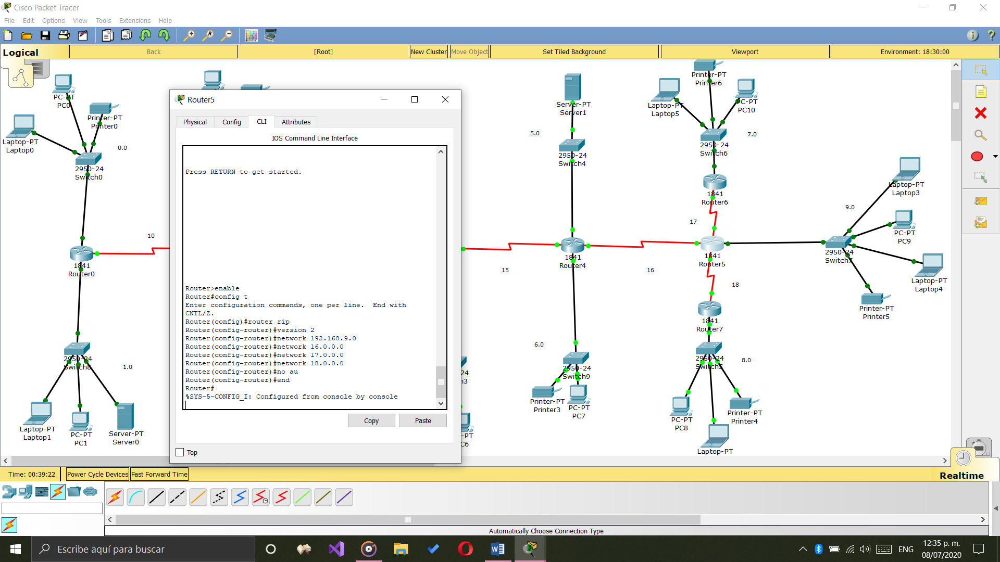 Cisco Packet Tracer
File Edit Options View Tools Extensions Help
Logical
Back
[Root]
New Cluster
Move Object
Set Tiled Background
Viewport
Environment: 18:30:00
PC-PT
PC0
Printer-PT
Printer0
Laptop-PT
Laptop0
0.0
2950-24
Switch0
10
1841
Router0
2950-24
Switch8
1.0
Laptop-PT
Laptop1
PC-PT
PC1
Server-PT
Server0
Router5
Physical
Config
CLI
Attributes
IOS Command Line Interface
Press RETURN to get started.
Router>enable
Router#config t
Enter configuration commands, one per line.  End with
CNTL/Z.
Router(config)#router rip
Router(config-router)#version 2
Router(config-router)#network 192.168.9.0
Router(config-router)#network 16.0.0.0
Router(config-router)#network 17.0.0.0
Router(config-router)#network 18.0.0.0
Router(config-router)#no au
Router(config-router)#end
Router#
%SYS-5-CONFIG_I: Configured from console by console
Copy
Paste
Top
24
h3
-PT
C6
Server-PT
Server1
5.0
2950-24
Switch4
15
1841
Router4
16
6.0
2950-24
Switch9
Printer-PT
Printer3
PC-PT
PC7
Printer-PT
Printer6
Laptop-PT
Laptop5
PC-PT
PC10
7.0
2950-24
Switch6
1841
Router6
17
1841
Router5
18
1841
Router7
2950-24
Switch5
8.0
PC-PT
PC8
Printer-PT
Printer4
Laptop-PT
9.0
Laptop-PT
Laptop3
PC-PT
PC9
2950-24
Switch7
Laptop-PT
Laptop4
Printer-PT
Printer5
Time: 00:39:22
Power Cycle Devices
Fast Forward Time
Realtime
Automatically Choose Connection Type
Escribe aquí para buscar
ENG
12:35 p. m.
08/07/2020